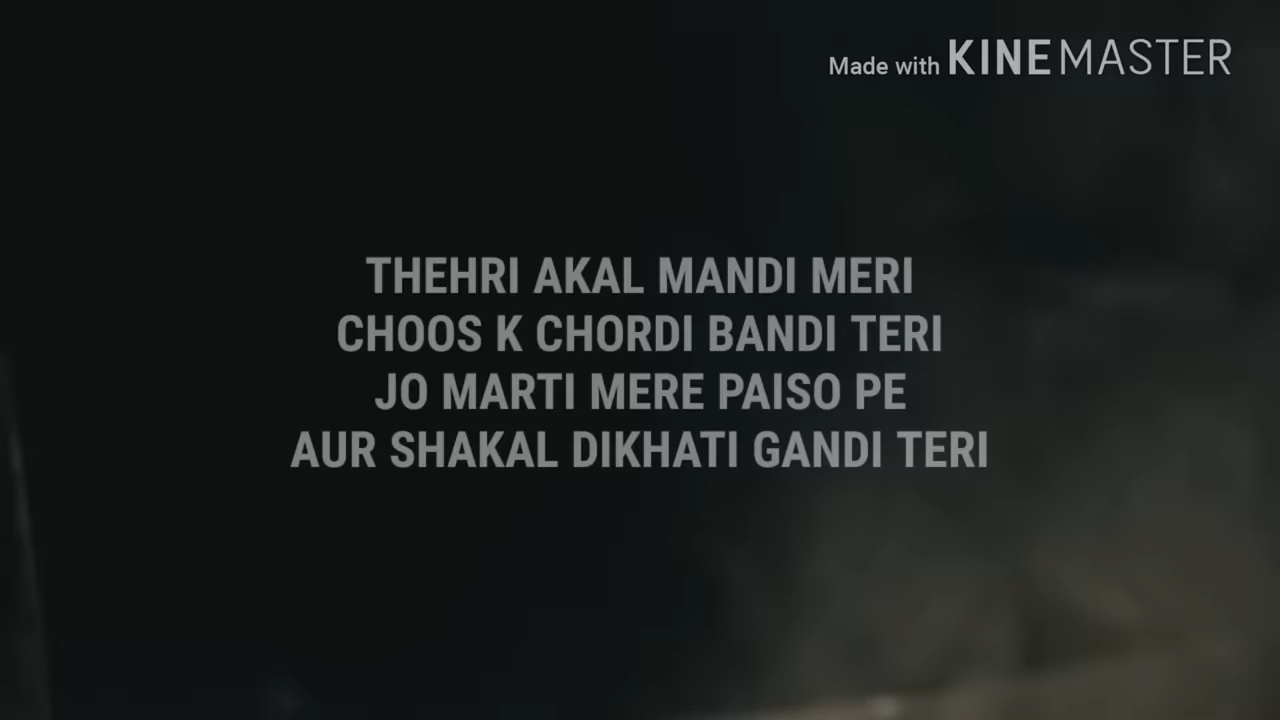 Made with KINEMASTER
THEHRI AKAL MANDI MERI
CHOOS K CHORDI BANDI TERI
JO MARTI MERE PAISO PE
AUR SHAKAL DIKHATI GANDI TERI